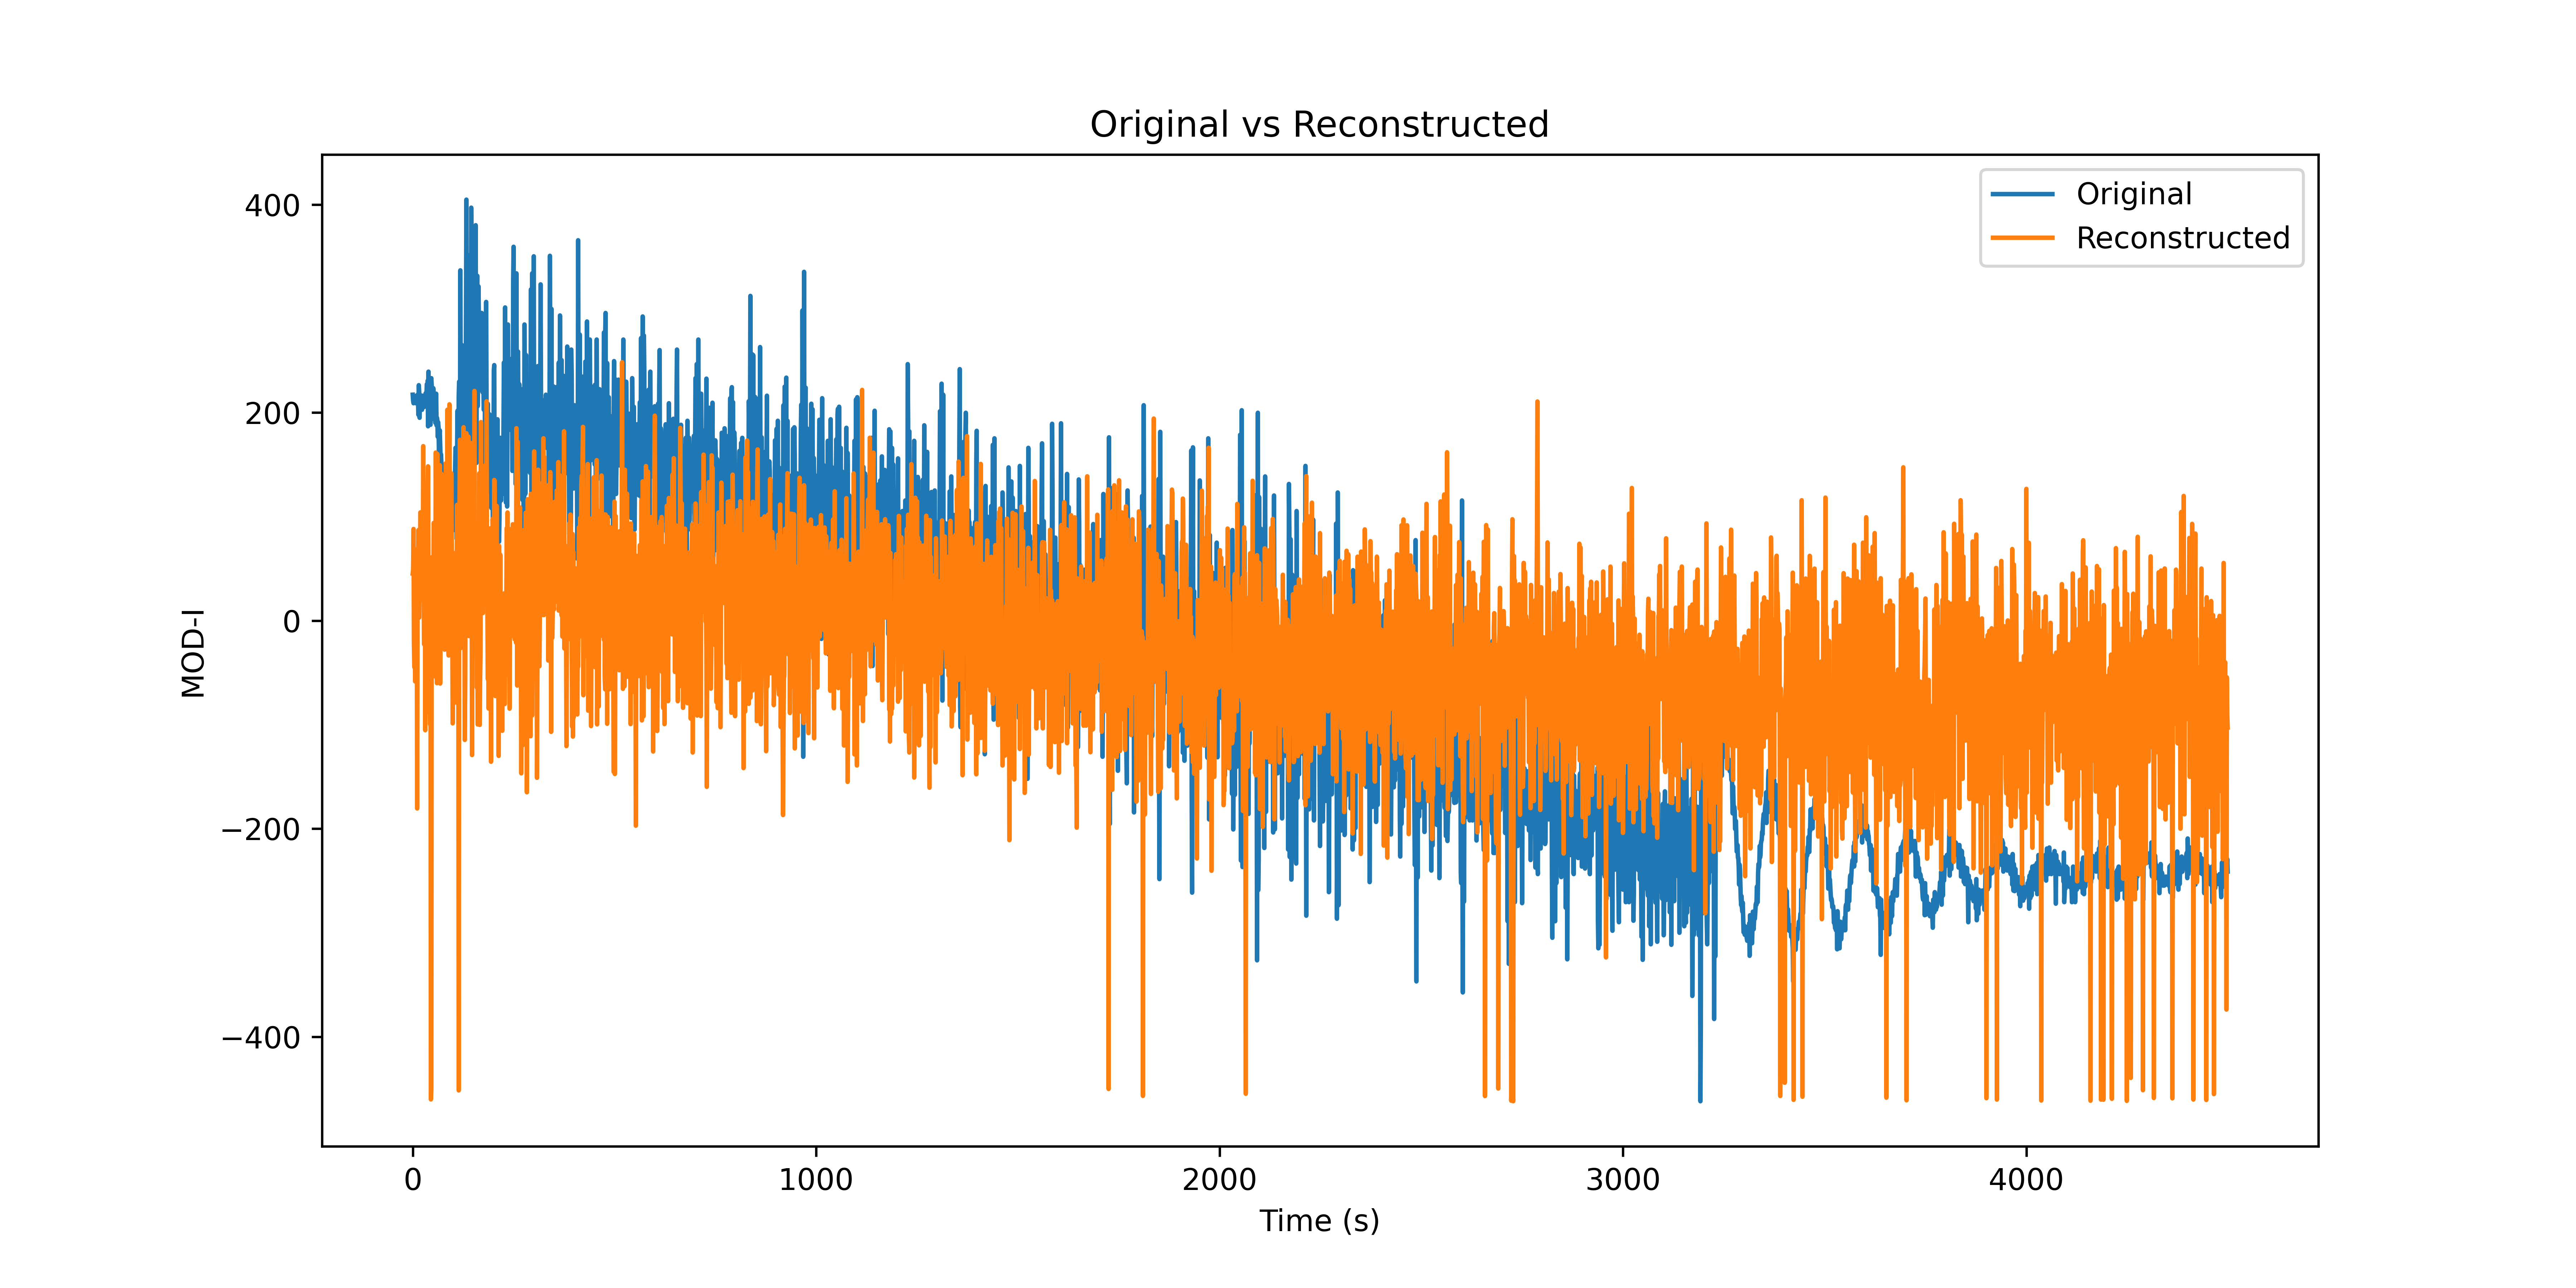 Original vs Reconstructed
Original
Reconstructed
400
200
0
−200
−400
MOD-I
0
1000
2000
3000
4000
Time (s)